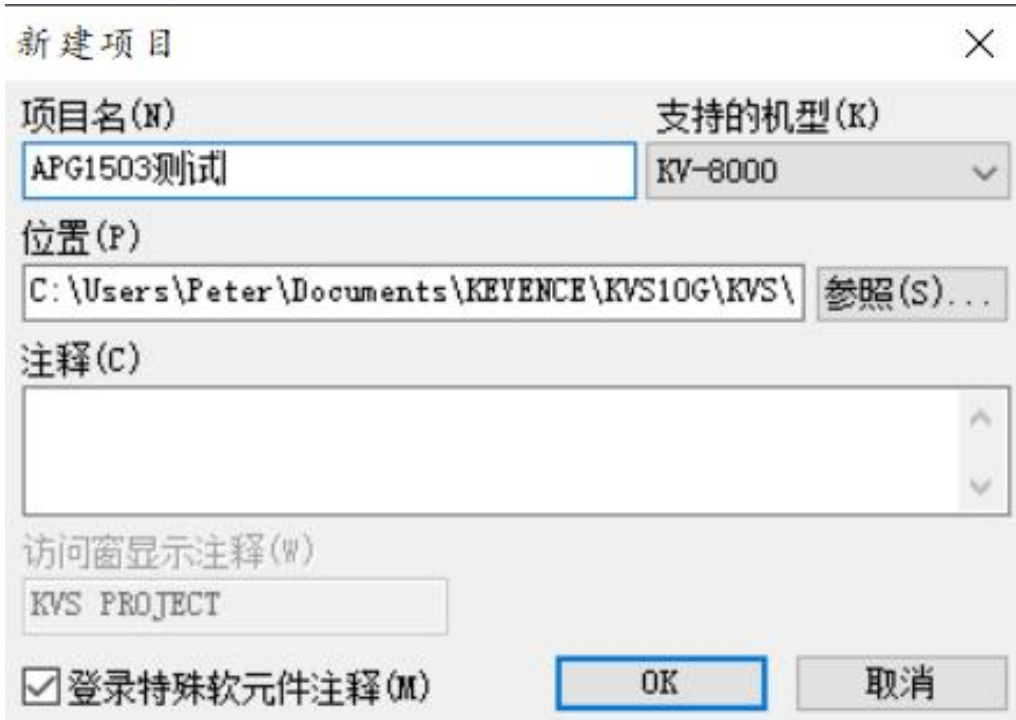 新建项目
项目名(N) 支持的机型(K)
APG1503测试 KV-8000
位置(P)
C:\Users\Peter\Documents\KEYENCE\KVS10G\KVS\ 参照(S)...
注释(C)
访问窗显示注释(W)
KVS PROJECT
登录特殊软元件注释(M) OK 取消